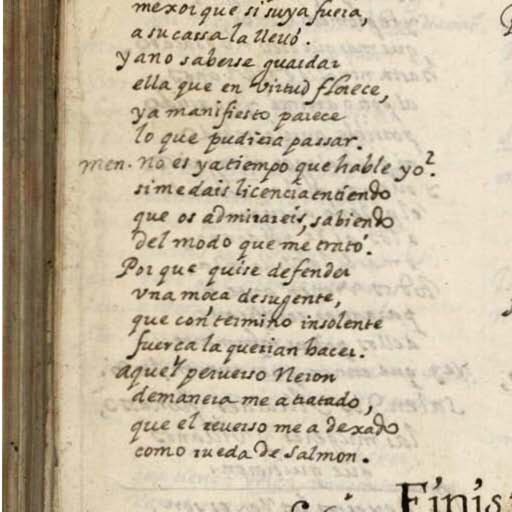 mexor que si suya fuera,
a su cassa la lleuó.
y a no saberse guardar
ella que en virtud florece,
ya manifiesto parece
lo que pudiera passar.
Men. No es ya tiempo que hable yo?
si me dais licencia entiendo
que os admirareis, sabiendo
del modo que me trató.
Por que quise defender
vna moça de su gente,
que con termino insolente
fuerça la querian hacer.
aquel peruerso Neron
de manera me a tratado,
que el reuerso me a dexado
como rueda de salmon.
Finis